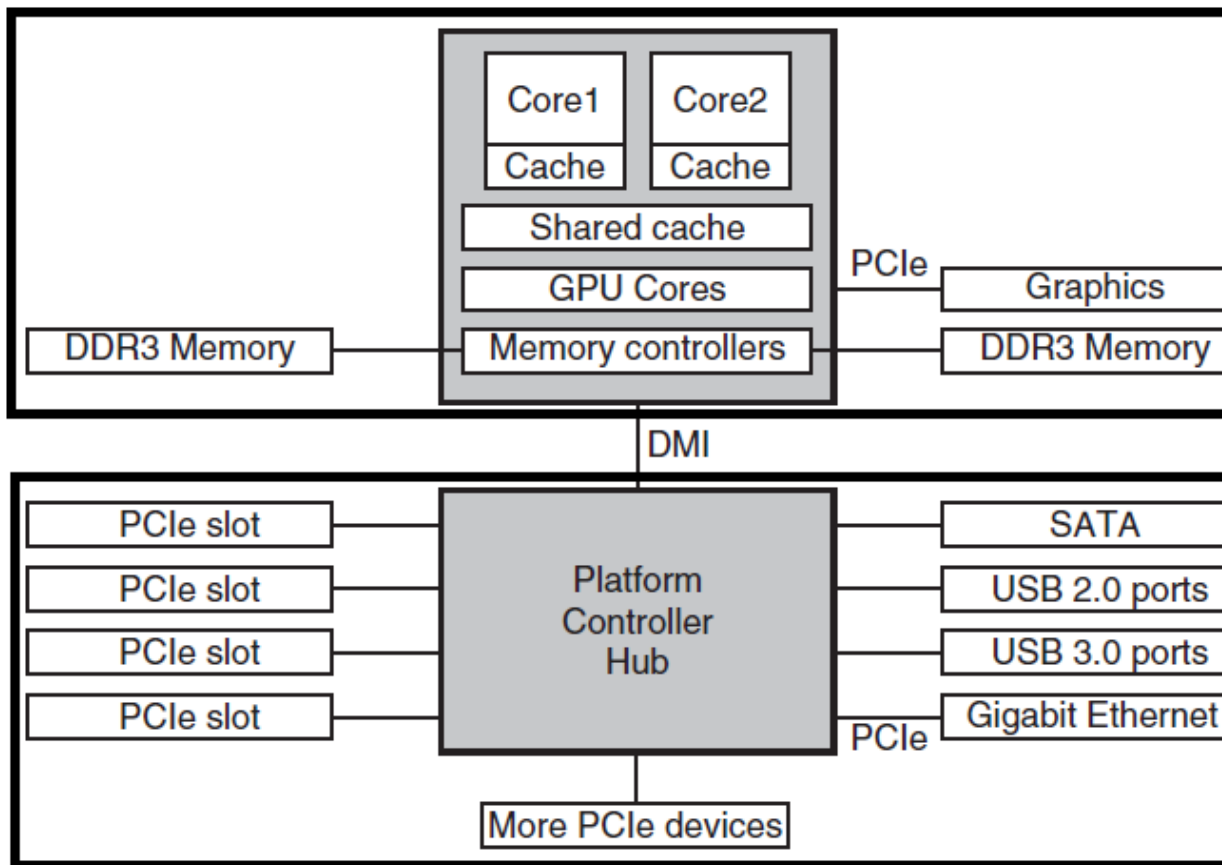 Core1
Core2
Cache
Cache
Shared cache
GPU Cores
PCIe
Graphics
DDR3 Memory
Memory controllers
DDR3 Memory
DMI
PCIe slot
SATA
PCIe slot
Platform
Controller
Hub
USB 2.0 ports
PCIe slot
USB 3.0 ports
PCIe slot
Gigabit Ethernet
PCIe
More PCIe devices